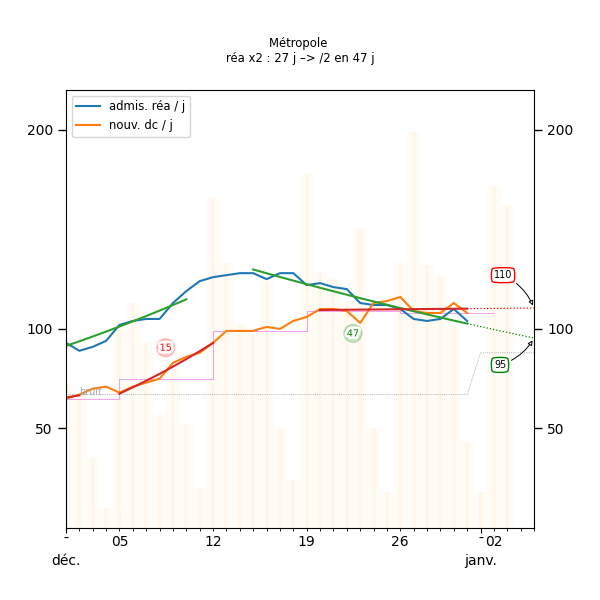 Métropole
réa x2 : 27 j –> /2 en 47 j
admis. réa / j
nouv. dc / j
200
200
110
100
100
15
47
95
bruit
50
50
05
12
19
26
02
déc.
janv.